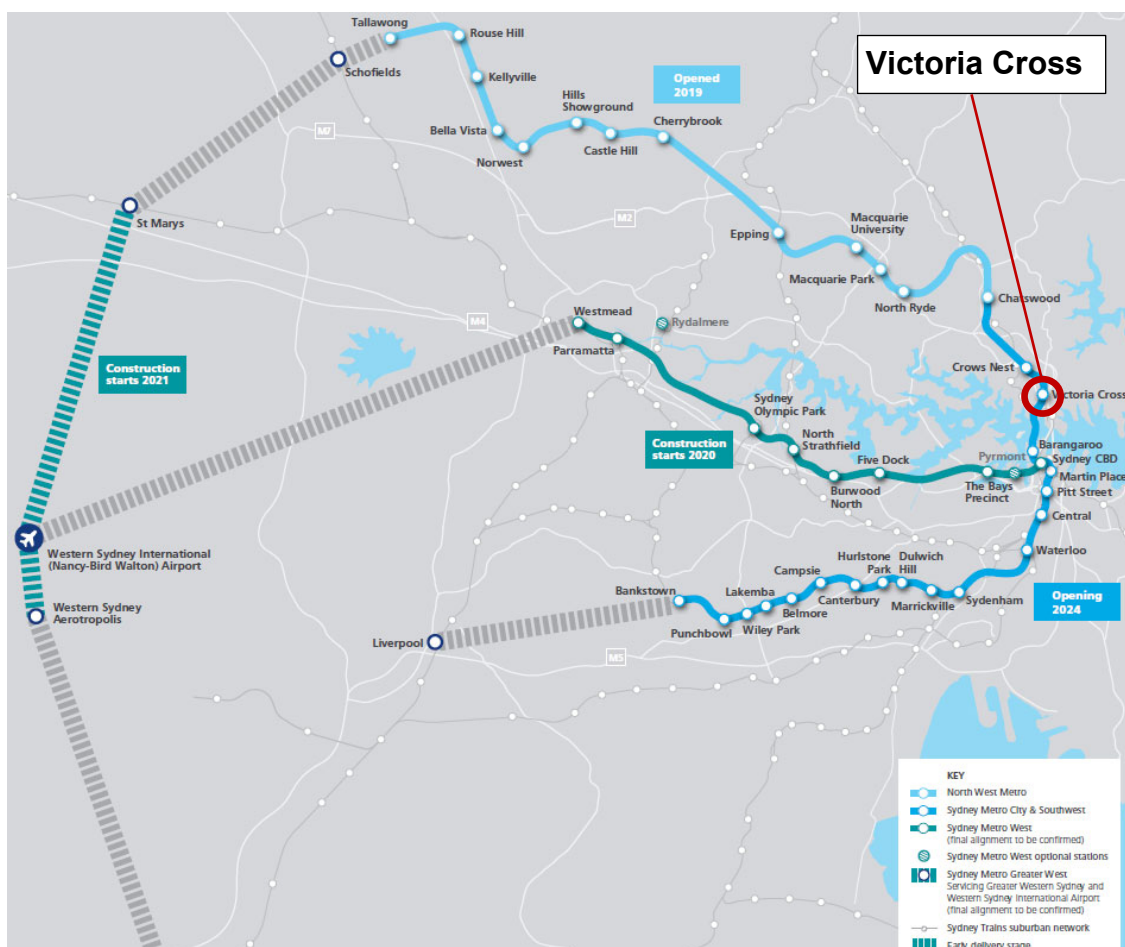 Tallawong
Rouse Hill
Schofields
Kellyville
Opened
2019
Victoria Cross
Hills
Showground
Cherrybrook
M7
Bella Vista
Castle Hill
Norwest
St Marys
M2
Macquarie
University
Epping
Macquarie Park
North Ryde
Chatswood
Westmead
M4
Rydalmere
Parramatta
Construction
starts 2021
Crows Nest
Victoria Cross
Sydney
Olympic Park
North
Strathfield
Construction
starts 2020
Five Dock
Pyrmont
Barangaroo
Sydney CBD
Martin Place
The Bays
Precinct
Pitt Street
Burwood
North
Central
Waterloo
Western Sydney International
(Nancy-Bird Walton) Airport
Western Sydney
Aerotropolis
Bankstown
Lakemba
Campsie
Hurlstone
Park
Dulwich
Hill
Canterbury
Belmore
Marrickville
Sydenham
Opening
2024
Punchbowl
Wiley Park
Liverpool
M5
KEY
North West Metro
Sydney Metro City & Southwest
Sydney Metro West
(final alignment to be confirmed)
Sydney Metro West optional stations
Sydney Metro Greater West
Servicing Greater Western Sydney and
Western Sydney International Airport
(final alignment to be confirmed)
Sydney Trains suburban network
Early delivery stage